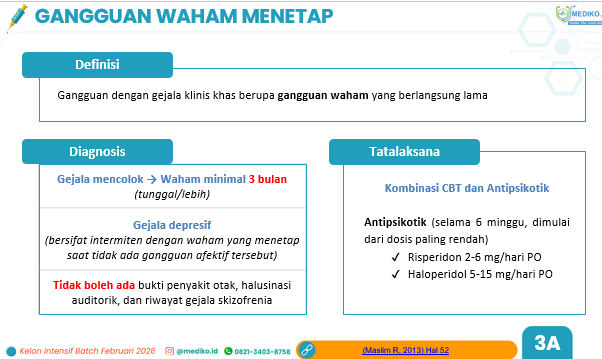 GANGGUAN WAHAM MENETAP
MEDIKO.
Definisi
Gangguan dengan gejala klinis khas berupa gangguan waham yang berlangsung lama
Diagnosis
Gejala mencolok → Waham minimal 3 bulan
(tunggal/lebih)
Gejala depresif
(bersifat intermiten dengan waham yang menetap
saat tidak ada gangguan afektif tersebut)
Tidak boleh ada bukti penyakit otak, halusinasi
auditorik, dan riwayat gejala skizofrenia
Tatalaksana
Kombinasi CBT dan Antipsikotik
Antipsikotik (selama 6 minggu, dimulai
dari dosis paling rendah)
✓ Risperidon 2-6 mg/hari PO
✓ Haloperidol 5-15 mg/hari PO
Kelon Intensif Batch Februari 2026 @mediko.id 0821-3403-8758 (Maslim R, 2013) Hal 52
3A